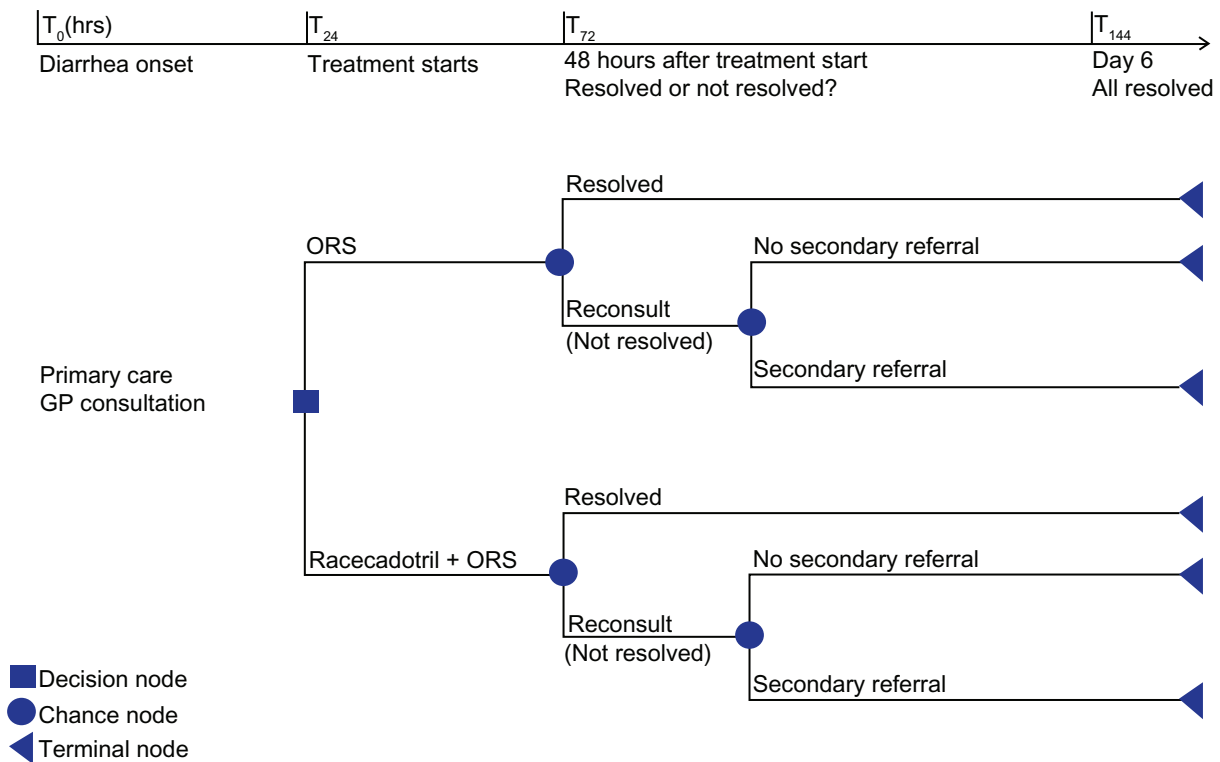 T0(hrs)
T24
T72
T144
Diarrhea onset
Treatment starts
48 hours after treatment start
Resolved or not resolved?
Day 6
All resolved
Resolved
ORS
No secondary referral
Reconsult
(Not resolved)
Secondary referral
Primary care
GP consultation
Resolved
Racecadotril + ORS
No secondary referral
Reconsult
(Not resolved)
Secondary referral
Decision node
Chance node
Terminal node